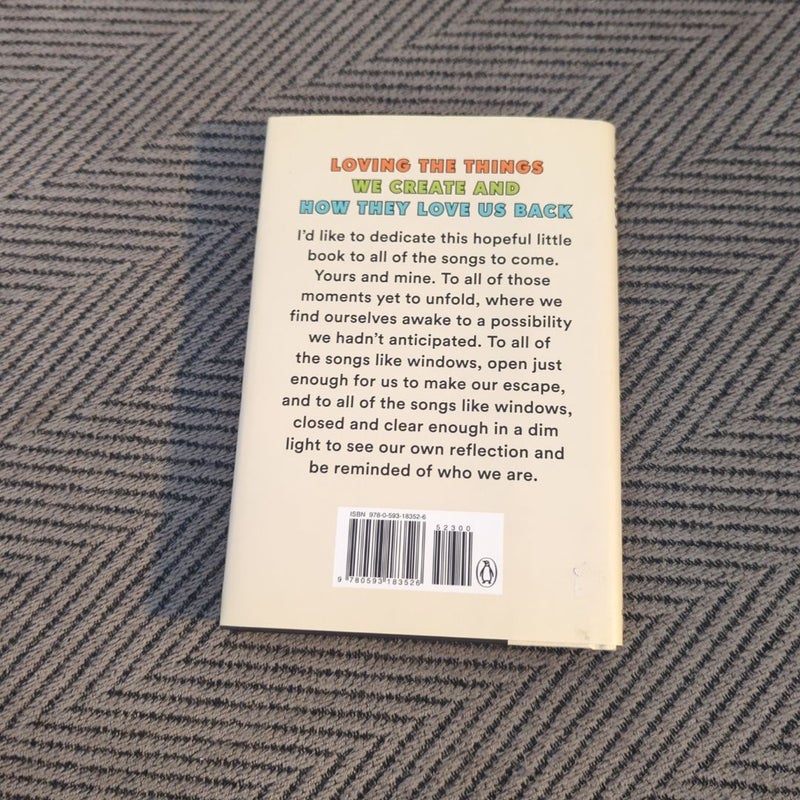 LOVING THE THINGS
WE CREATE AND
HOW THEY LOVE US BACK
I'd like to dedicate this hopeful little
book to all of the songs to come.
Yours and mine. To all of those
moments yet to unfold, where we
find ourselves awake to a possibility
we hadn't anticipated. To all of
the songs like windows, open just
enough for us to make our escape,
and to all of the songs like windows,
closed and clear enough in a dim
light to see our own reflection and
be reminded of who we are.
ISBN 978-0-593-18352-6
52300
9 780593 183526